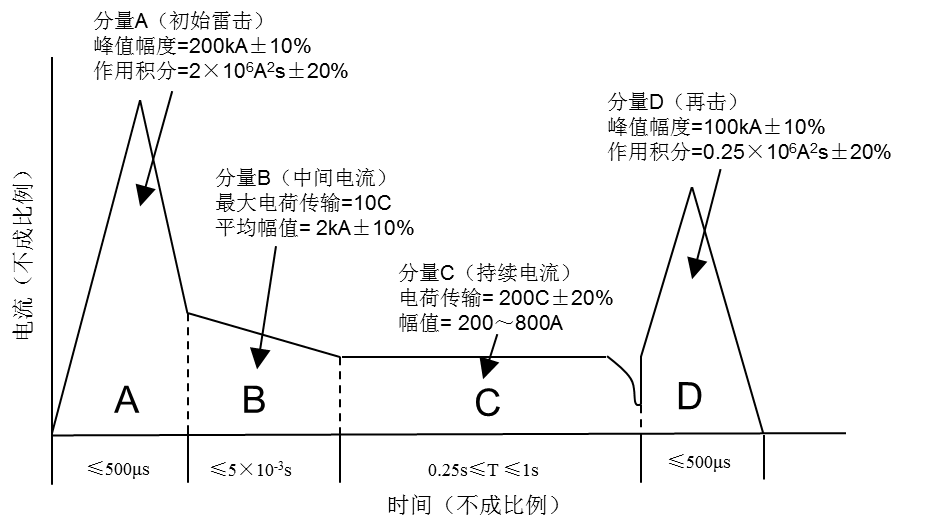 分量A（初始雷击）
峰值幅度=200kA±10%
作用积分=2×10⁶A2s±20%
分量D（再击）
峰值幅度=100kA±10%
作用积分=0.25×10⁶A2s±20%
分量B（中间电流）
最大电荷传输=10C
平均幅值= 2kA±10%
分量C（持续电流）
电荷传输= 200C±20%
幅值= 200～800A
电流（不成比例）
A
B
C
D
≤500μs
≤5×10⁻³s
0.25s≤T ≤1s
≤500μs
时间（不成比例）